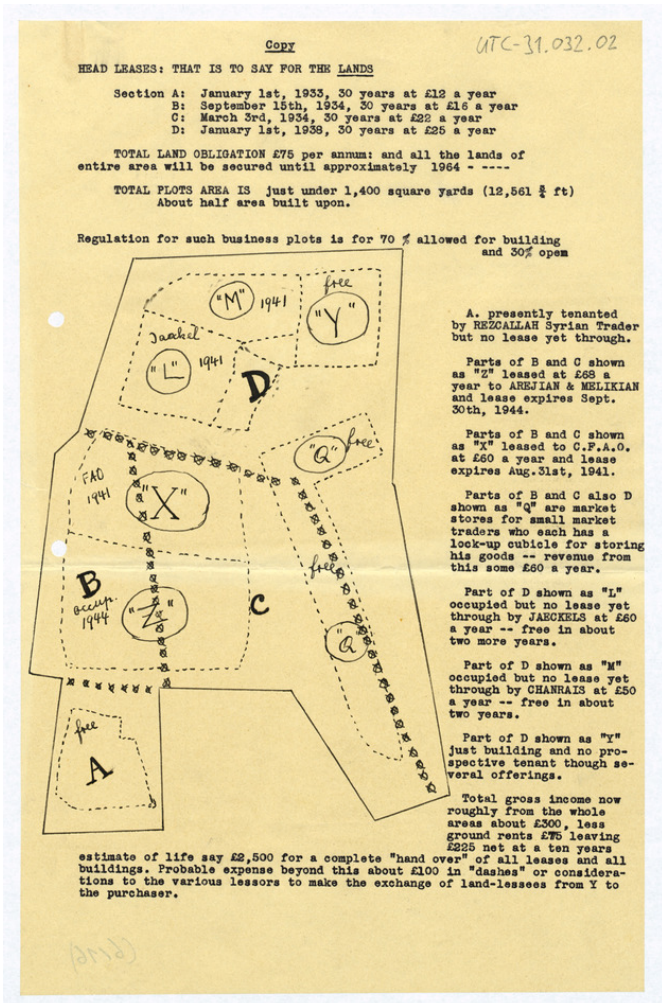 UTC-31.032.02
Copy
HEAD LEASES: THAT IS TO SAY FOR THE LANDS
Section A: January 1st, 1933, 30 years at £12 a year
B: September 15th, 1934, 30 years at £16 a year
C: March 3rd, 1934, 30 years at £22 a year
D: January 1st, 1938, 30 years at £25 a year
TOTAL LAND OBLIGATION £75 per annum: and all the lands of
entire area will be secured until approximately 1964 - ----
TOTAL PLOTS AREA IS just under 1,400 square yards (12,561 ¾ ft)
About half area built upon.
Regulation for such business plots is for 70 % allowed for building
and 30% open
free
"M" 1941
"Y"
Jaeckel
1941
"L"
D
"Q" free
FAO
1941
"X"
free
B
occup.
1944
"Z"
C
"Q"
free
A
A. presently tenanted
by REZCALLAH Syrian Trader
but no lease yet through.
Parts of B and C shown
as "Z" leased at £68 a
year to AREJIAN & MELIKIAN
and lease expires Sept.
30th, 1944.
Parts of B and C shown
as "X" leased to C.F.A.O.
at £60 a year and lease
expires Aug.31st, 1941.
Parts of B and C also D
shown as "Q" are market
stores for small market
traders who each has a
lock-up cubicle for storing
his goods -- revenue from
this some £60 a year.
Part of D shown as "L"
occupied but no lease yet
through by JAECKELS at £60
a year -- free in about
two more years.
Part of D shown as "M"
occupied but no lease yet
through by CHANRAIS at £50
a year -- free in about
two years.
Part of D shown as "Y"
just building and no pro-
spective tenant though se-
veral offerings.
Total gross income now
roughly from the whole
areas about £300, less
ground rents £75 leaving
£225 net at a ten years
estimate of life say £2,500 for a complete "hand over" of all leases and all
buildings. Probable expense beyond this about £100 in "dashes" or considera-
tions to the various lessors to make the exchange of land-lessees from Y to
the purchaser.